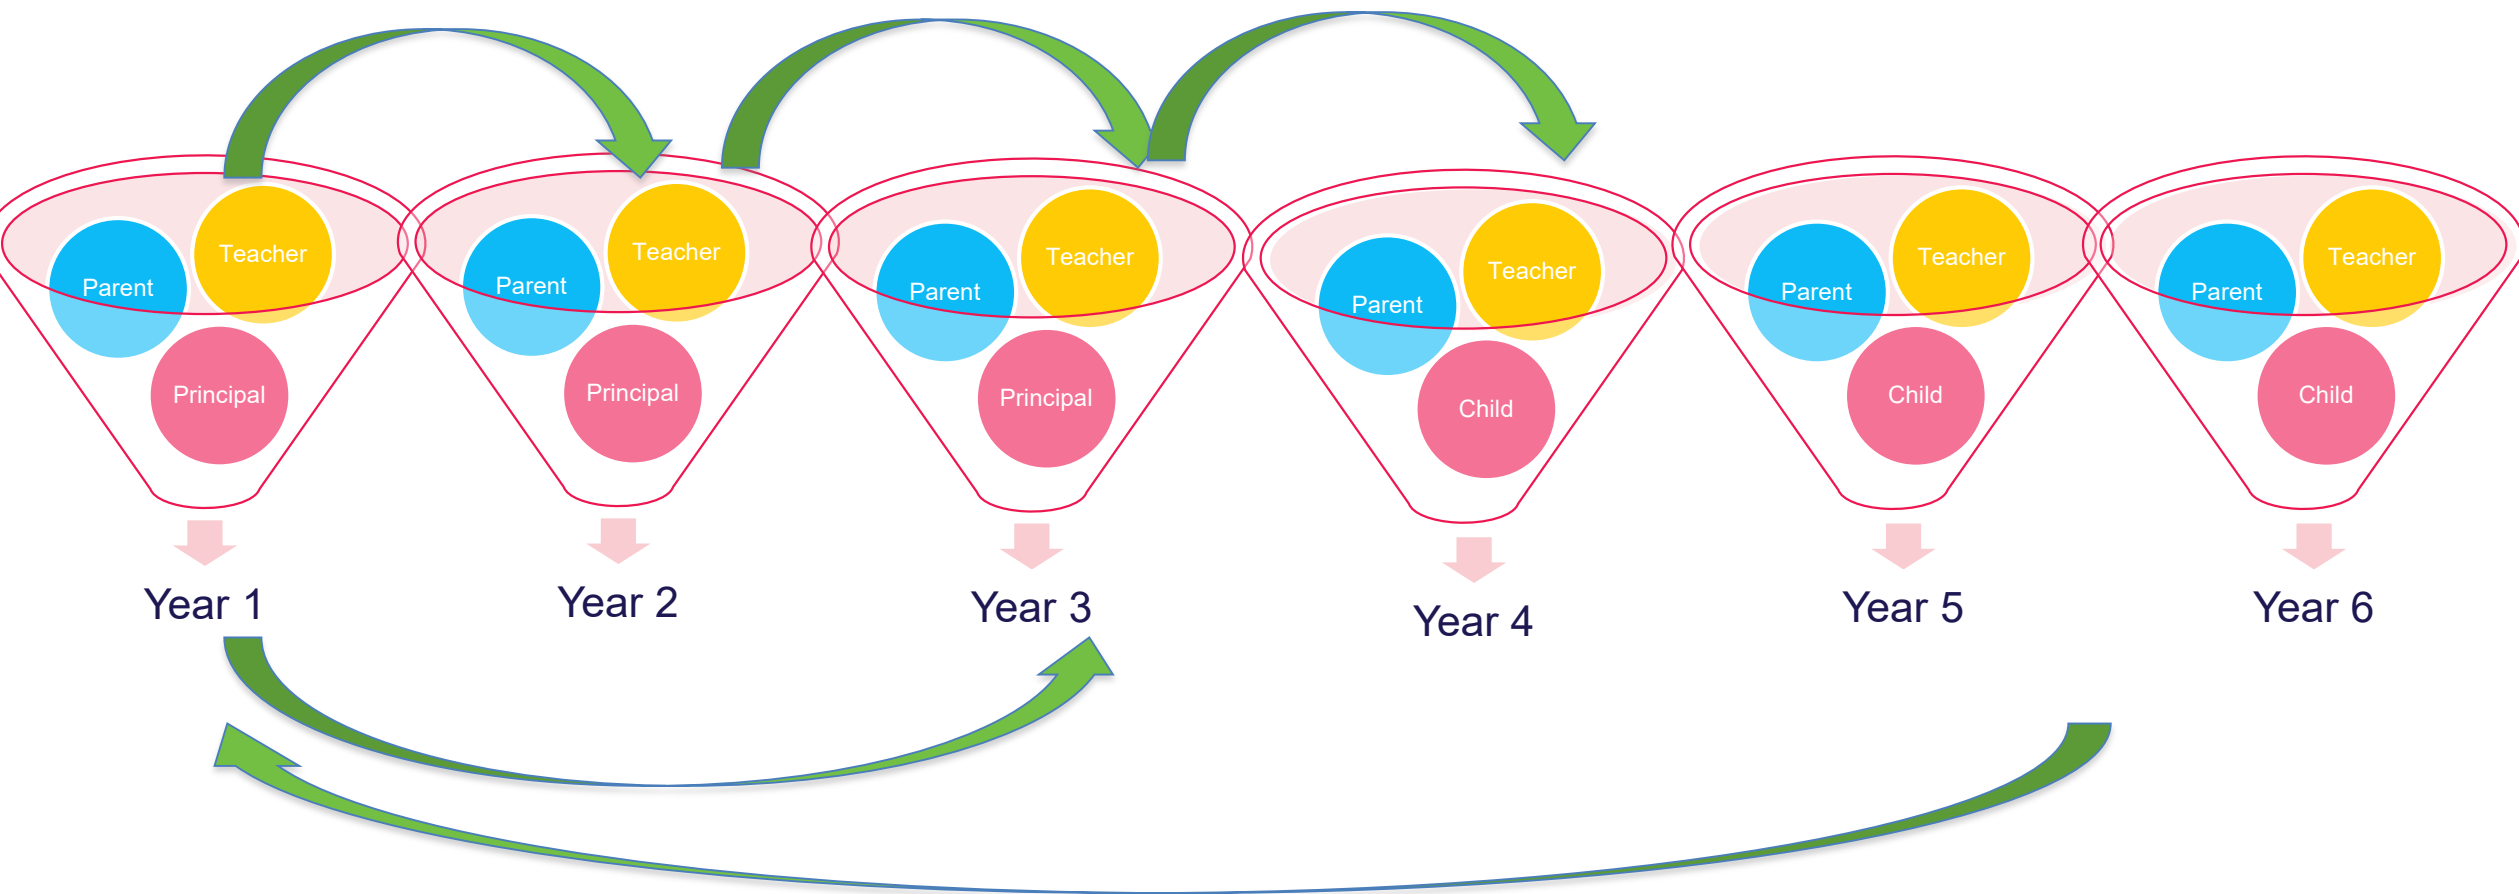 Teacher
Parent
Principal
Year 1
Teacher
Parent
Principal
Year 2
Teacher
Parent
Principal
Year 3
Teacher
Parent
Child
Year 4
Teacher
Parent
Child
Year 5
Teacher
Parent
Child
Year 6